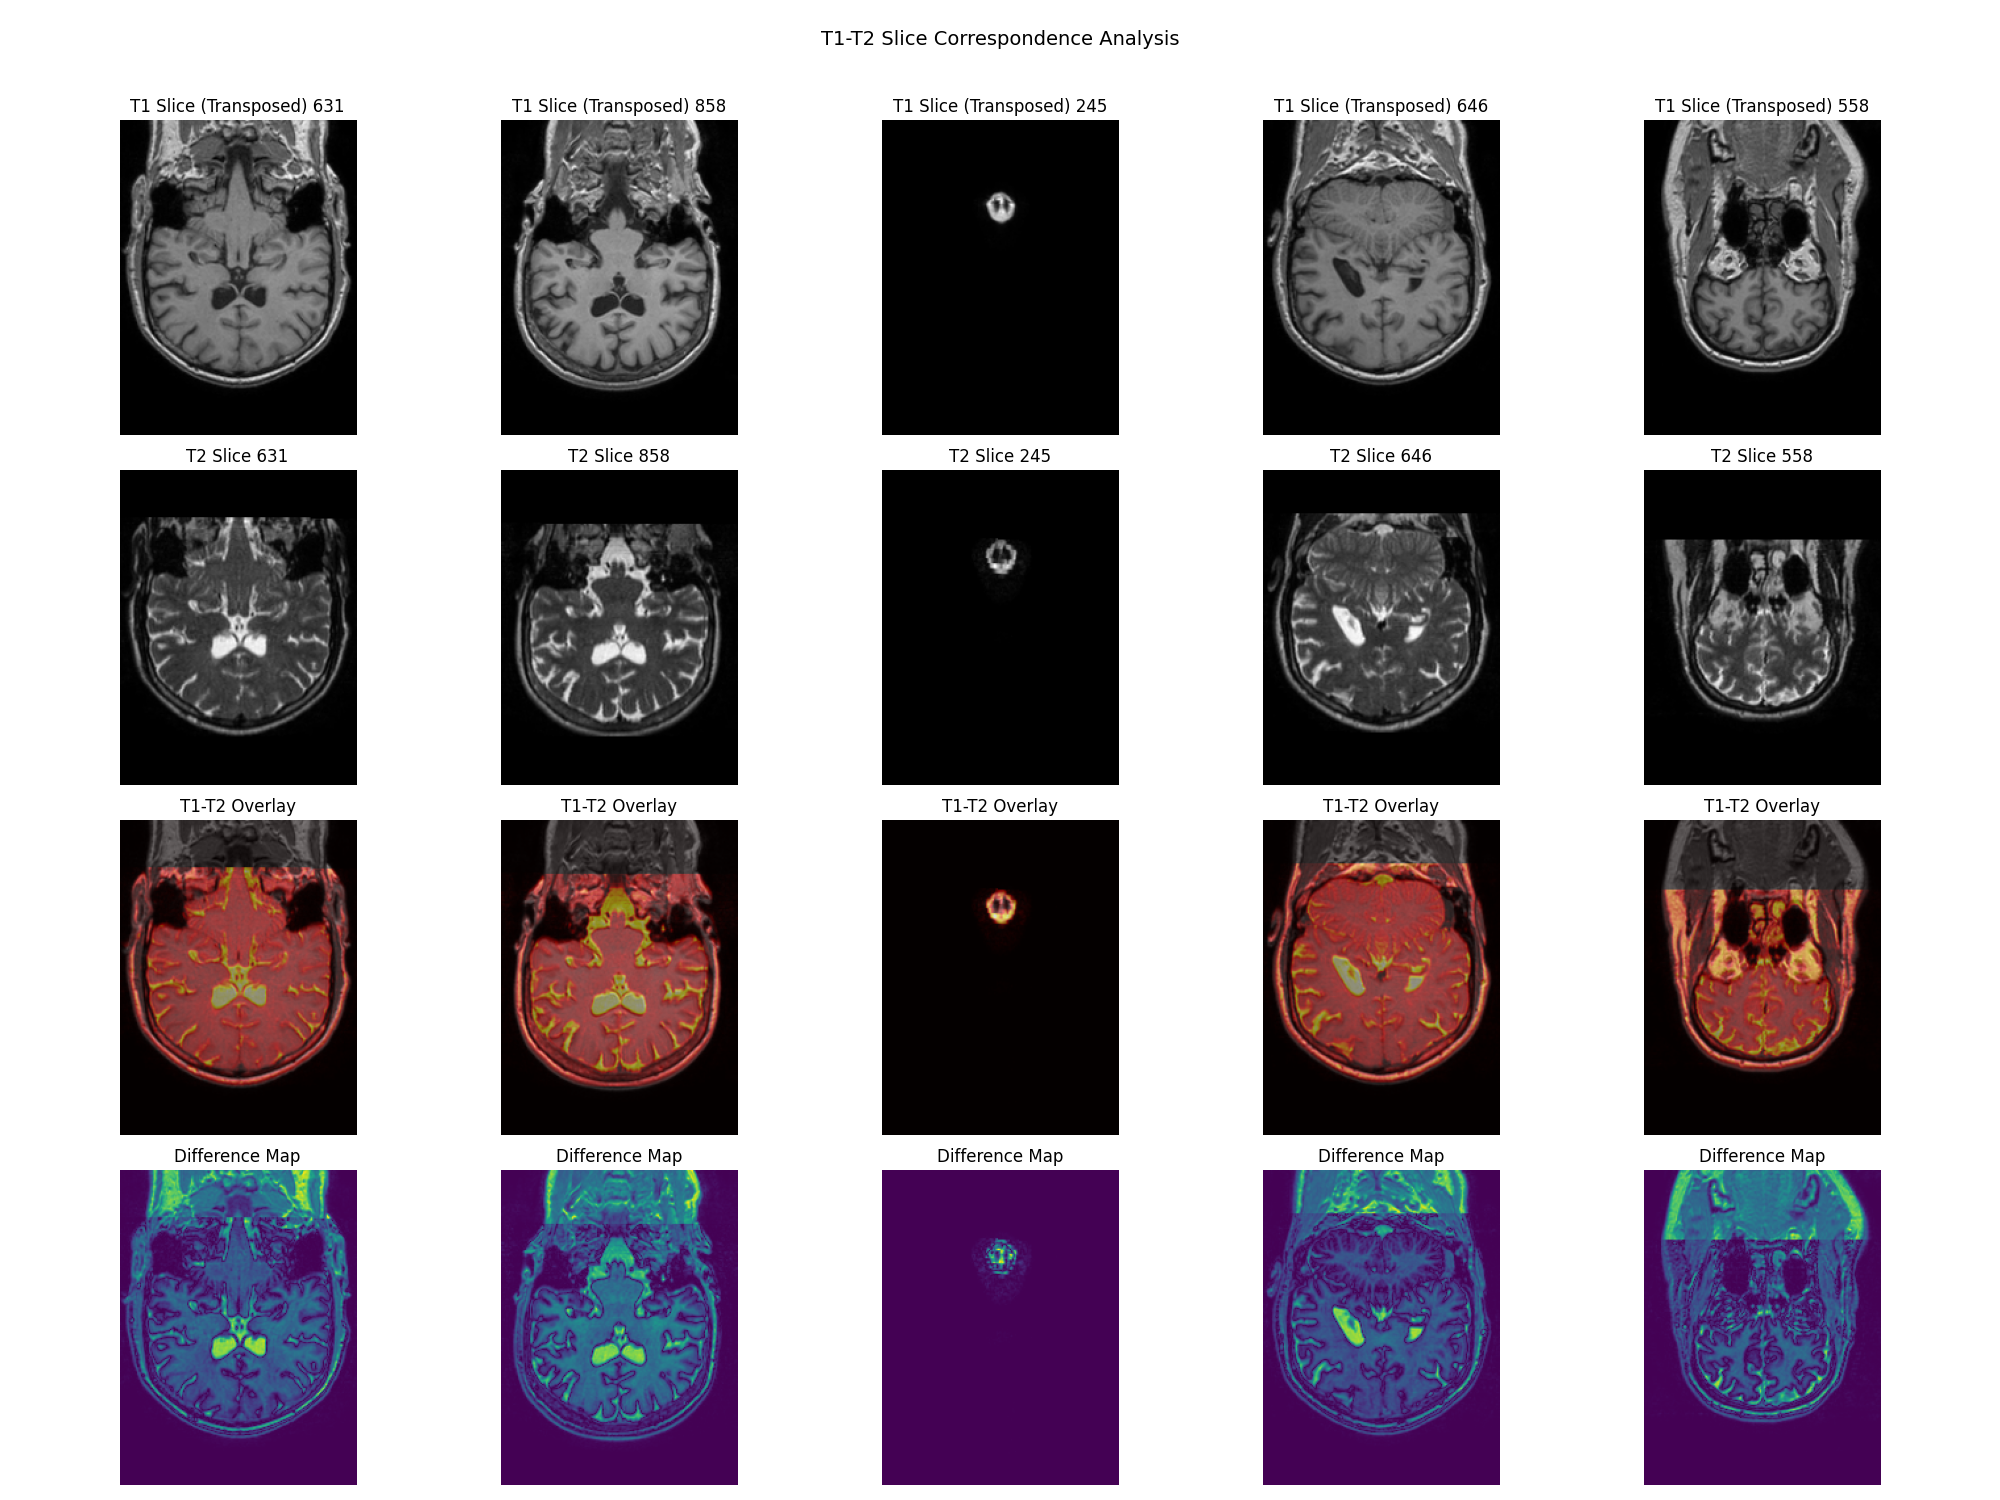 T1-T2 Slice Correspondence Analysis
T1 Slice (Transposed) 631
T1 Slice (Transposed) 858
T1 Slice (Transposed) 245
T1 Slice (Transposed) 646
T1 Slice (Transposed) 558
T2 Slice 631
T2 Slice 858
T2 Slice 245
T2 Slice 646
T2 Slice 558
T1-T2 Overlay
T1-T2 Overlay
T1-T2 Overlay
T1-T2 Overlay
T1-T2 Overlay
Difference Map
Difference Map
Difference Map
Difference Map
Difference Map